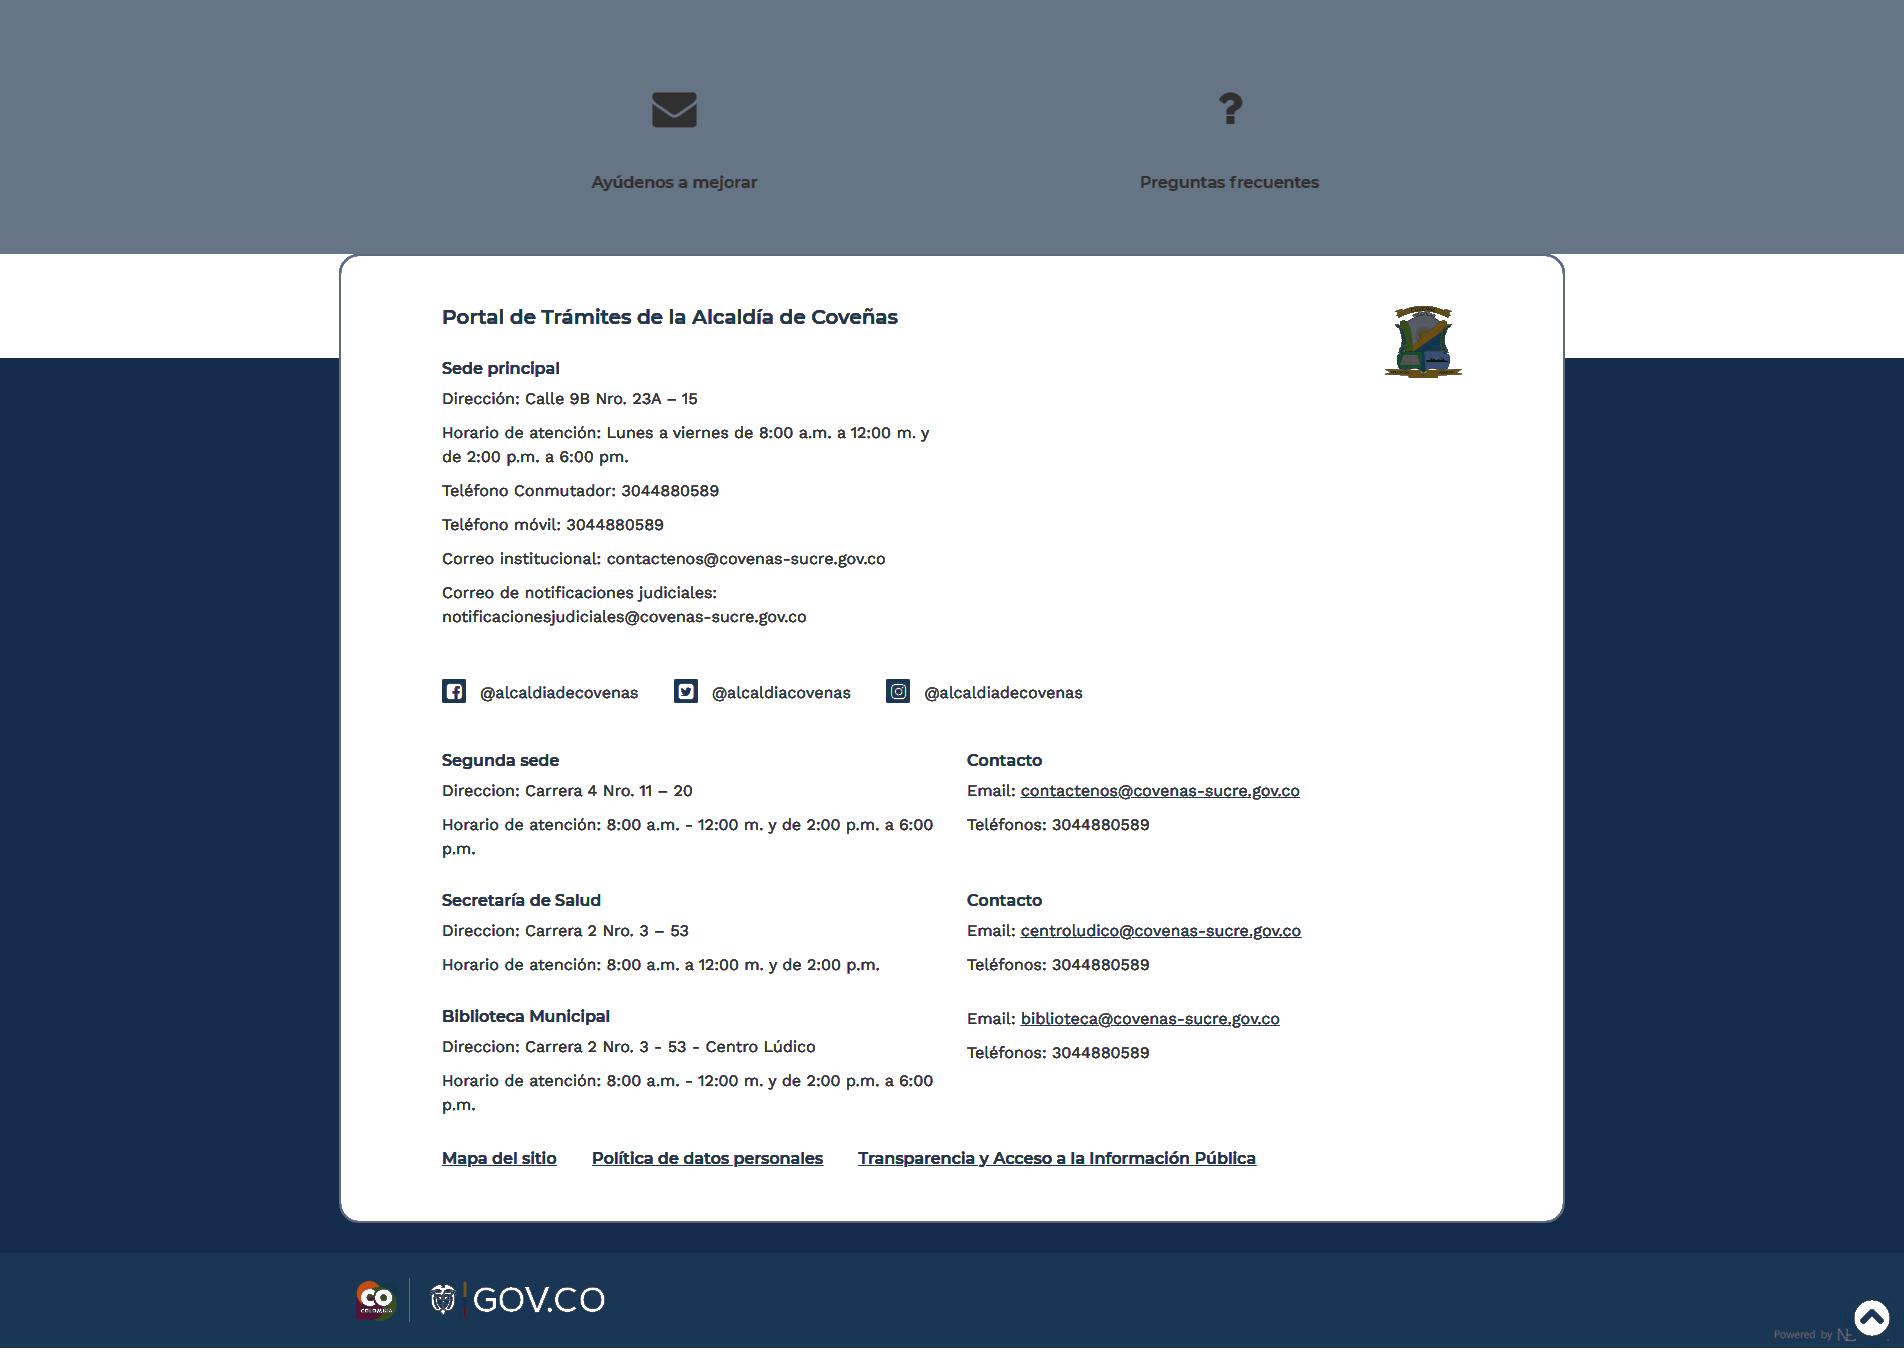 Ayúdenos a mejorar
Preguntas frecuentes
Portal de Trámites de la Alcaldía de Coveñas
Sede principal
Dirección: Calle 9B Nro. 23A – 15
Horario de atención: Lunes a viernes de 8:00 a.m. a 12:00 m. y
de 2:00 p.m. a 6:00 pm.
Teléfono Conmutador: 3044880589
Teléfono móvil: 3044880589
Correo institucional: contactenos@covenas-sucre.gov.co
Correo de notificaciones judiciales:
notificacionesjudiciales@covenas-sucre.gov.co
@alcaldiadecovenas
@alcaldiacovenas
@alcaldiadecovenas
Segunda sede
Direccion: Carrera 4 Nro. 11 – 20
Horario de atención: 8:00 a.m. - 12:00 m. y de 2:00 p.m. a 6:00
p.m.
Contacto
Email: contactenos@covenas-sucre.gov.co
Teléfonos: 3044880589
Secretaría de Salud
Direccion: Carrera 2 Nro. 3 – 53
Horario de atención: 8:00 a.m. a 12:00 m. y de 2:00 p.m.
Contacto
Email: centroludico@covenas-sucre.gov.co
Teléfonos: 3044880589
Biblioteca Municipal
Direccion: Carrera 2 Nro. 3 - 53 - Centro Lúdico
Horario de atención: 8:00 a.m. - 12:00 m. y de 2:00 p.m. a 6:00
p.m.
Email: biblioteca@covenas-sucre.gov.co
Teléfonos: 3044880589
Mapa del sitio
Política de datos personales
Transparencia y Acceso a la Información Pública
CO
COLOMBIA
GOV.CO
Powered by